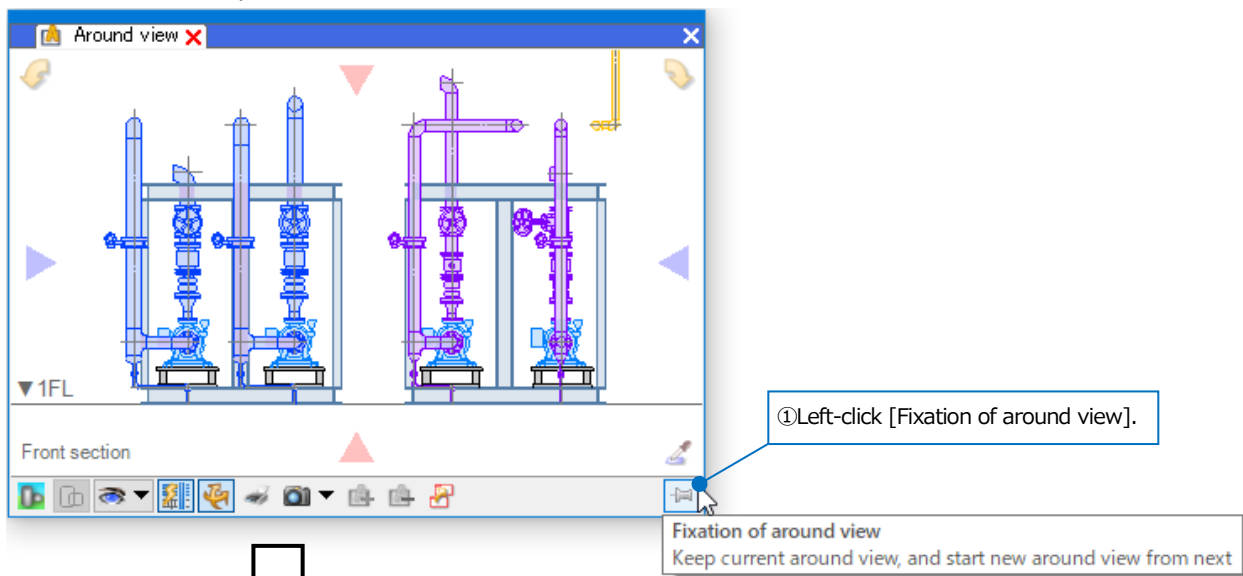 Around view
▼1FL
Front section
①Left-click [Fixation of around view].
Fixation of around view
Keep current around view, and start new around view from next